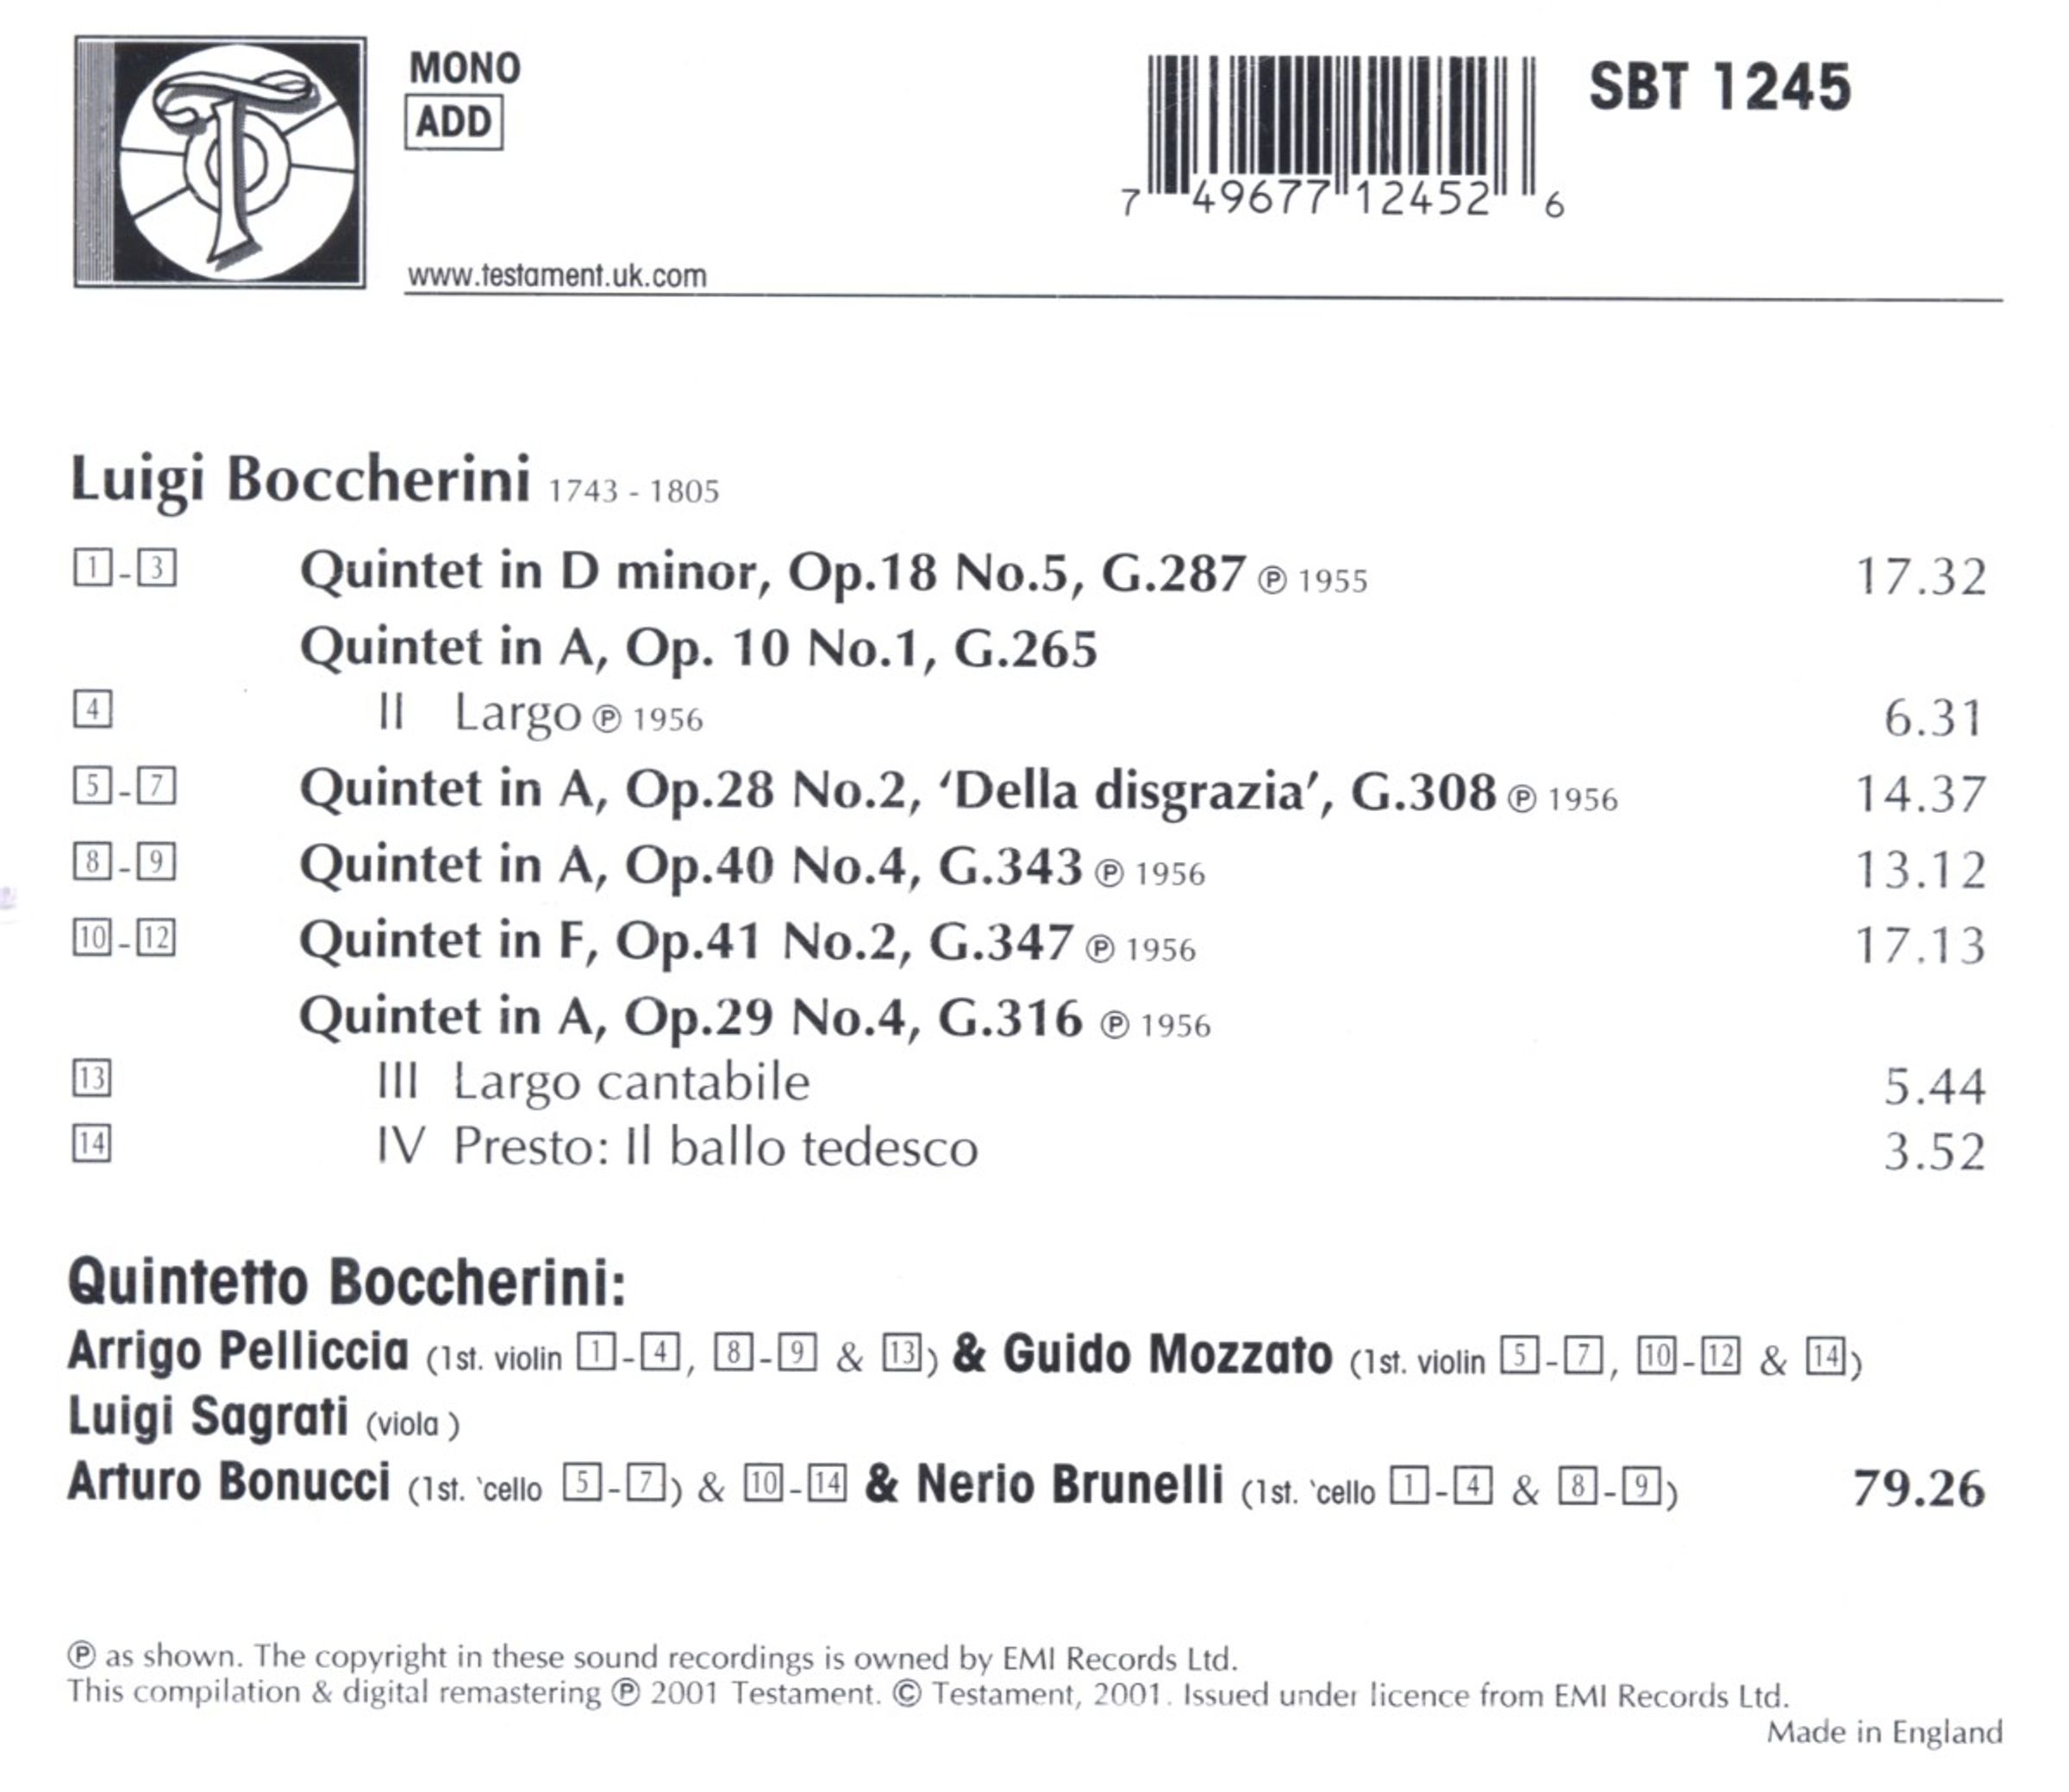 MONO
SBT 1245
ADD
7 49677 12452 6
www.testament.uk.com
Luigi Boccherini 1743 - 1805
1-3 Quintet in D minor, Op.18 No.5, G.287 ℗ 1955 17.32
Quintet in A, Op. 10 No.1, G.265
4 II Largo ℗ 1956 6.31
5-7 Quintet in A, Op.28 No.2, ‘Della disgrazia’, G.308 ℗ 1956 14.37
8-9 Quintet in A, Op.40 No.4, G.343 ℗ 1956 13.12
10-12 Quintet in F, Op.41 No.2, G.347 ℗ 1956 17.13
Quintet in A, Op.29 No.4, G.316 ℗ 1956
13 III Largo cantabile 5.44
14 IV Presto: Il ballo tedesco 3.52
Quintetto Boccherini:
Arrigo Pelliccia (1st. violin 1-4, 8-9 & 13) & Guido Mozzato (1st. violin 5-7, 10-12 & 14)
Luigi Sagrati (viola )
Arturo Bonucci (1st. ‘cello 5-7) & 10-14 & Nerio Brunelli (1st. ‘cello 1-4 & 8-9) 79.26
℗ as shown. The copyright in these sound recordings is owned by EMI Records Ltd.
This compilation & digital remastering ℗ 2001 Testament. © Testament, 2001. Issued under licence from EMI Records Ltd.
Made in England